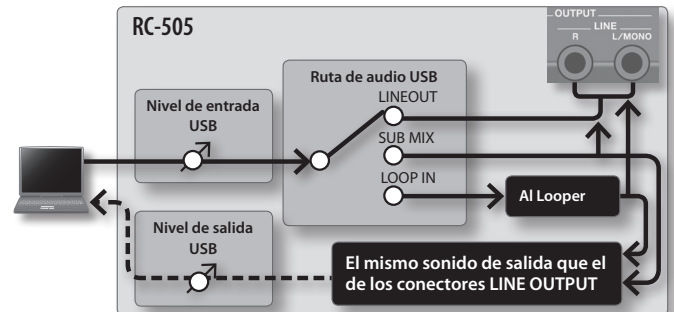 RC-505
OUTPUT
LINE
R
L/MONO
Ruta de audio USB
LINEOUT
SUB MIX
LOOP IN
Nivel de entrada
USB
Al Looper
Nivel de salida
USB
El mismo sonido de salida que el
de los conectores LINE OUTPUT